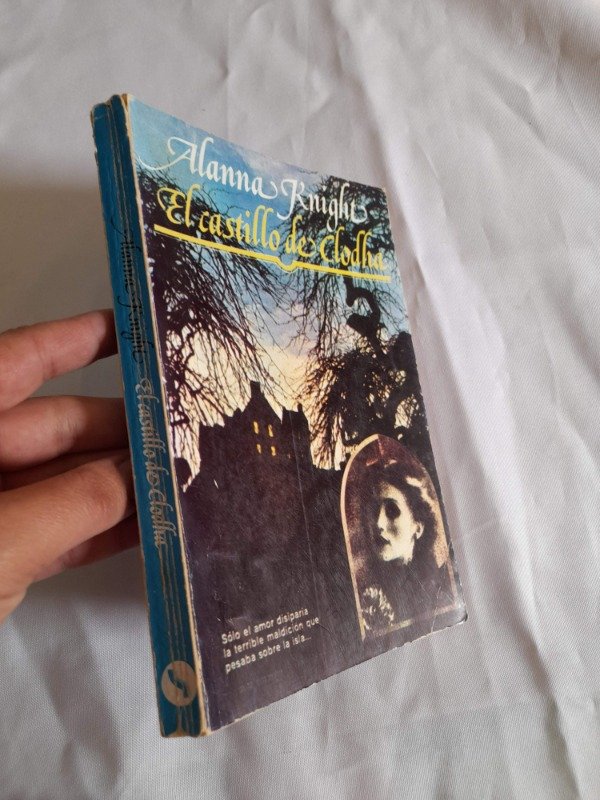 Alanna Knight
El castillo de Clodha
Sólo el amor disiparía
la terrible maldición que
pesaba sobre la isla...
Alanna Knight El castillo de Clodha